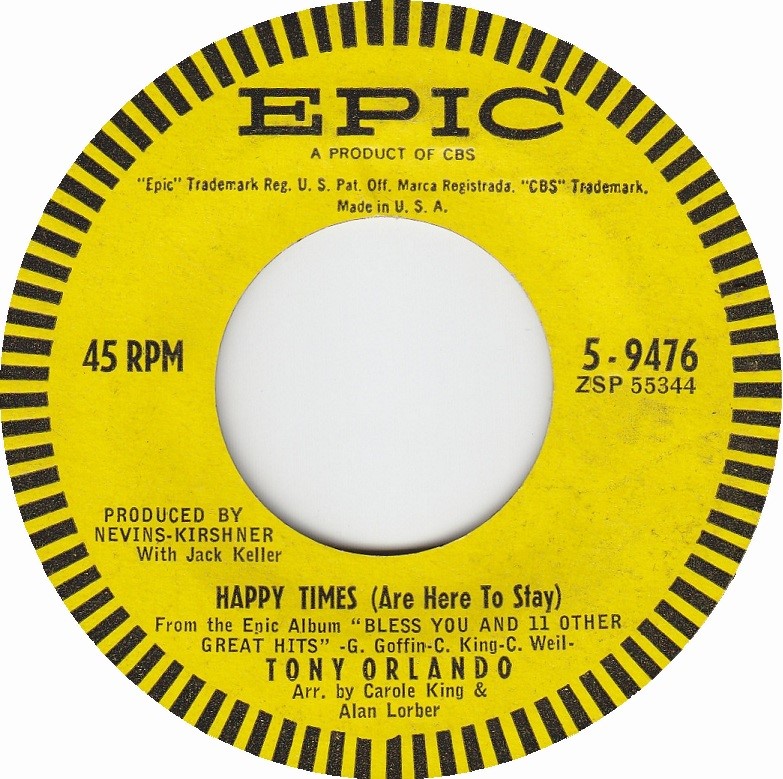 EPIC
A PRODUCT OF CBS
"Epic" Trademark Reg. U. S. Pat. Off. Marca Registrada. "CBS" Trademark.
Made in U. S. A.
45 RPM
5 - 9476
ZSP 55344
PRODUCED BY
NEVINS-KIRSHNER
With Jack Keller
HAPPY TIMES (Are Here To Stay)
From the Epic Album "BLESS YOU AND 11 OTHER
GREAT HITS" -G. Goffin-C. King-C. Weil-
TONY ORLANDO
Arr. by Carole King &
Alan Lorber